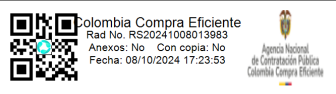 Colombia Compra Eficiente
Rad No. RS20241008013983
Anexos: No Con copia: No
Fecha: 08/10/2024 17:23:53
Agencia Nacional
de Contratación Pública
Colombia Compra Eficiente